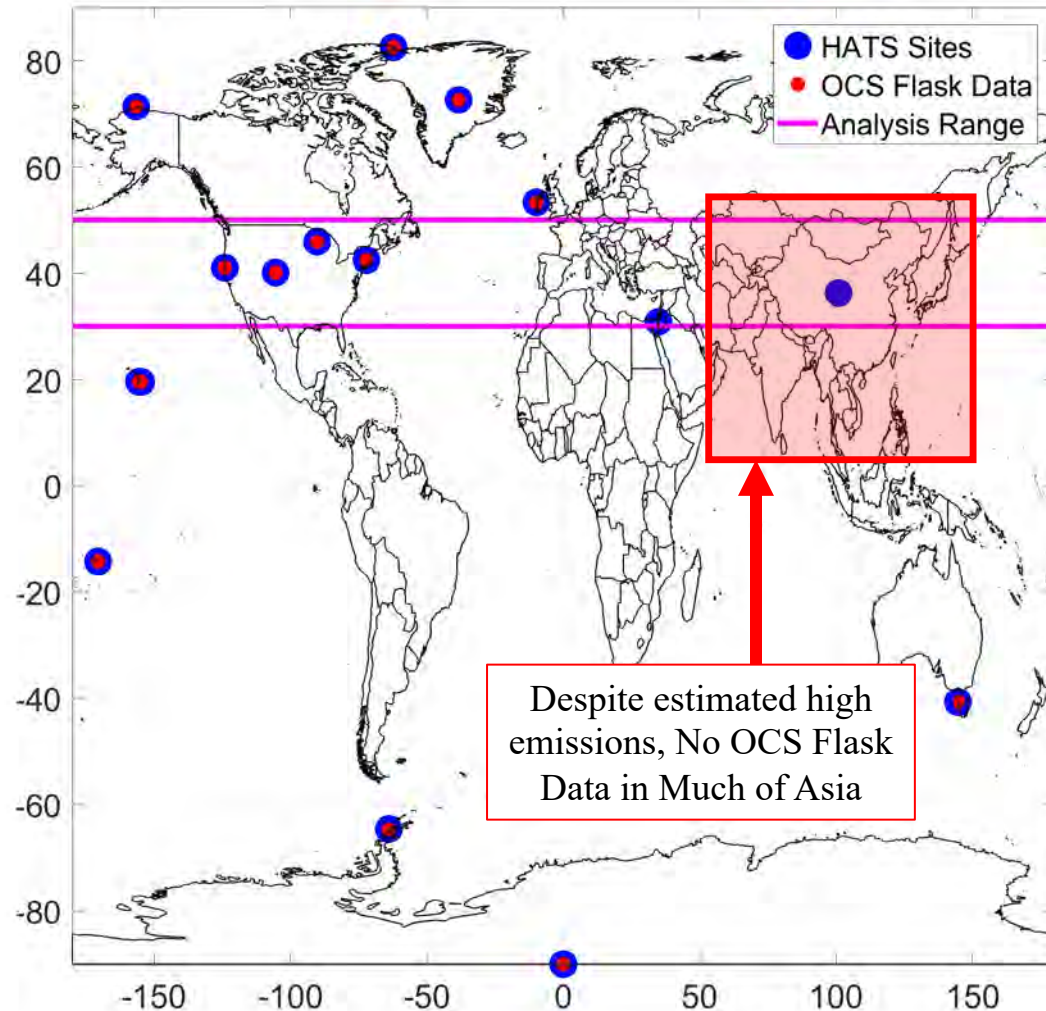 HATS Sites
OCS Flask Data
Analysis Range
80
60
40
20
0
-20
-40
-60
-80
Despite estimated high
emissions, No OCS Flask
Data in Much of Asia
-150
-100
-50
0
50
100
150